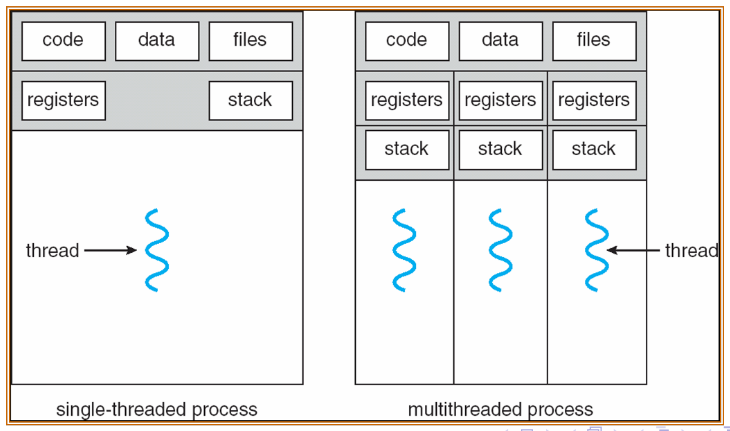 code data files code data files
registers stack registers registers registers
stack stack stack
thread thread
single-threaded process multithreaded process